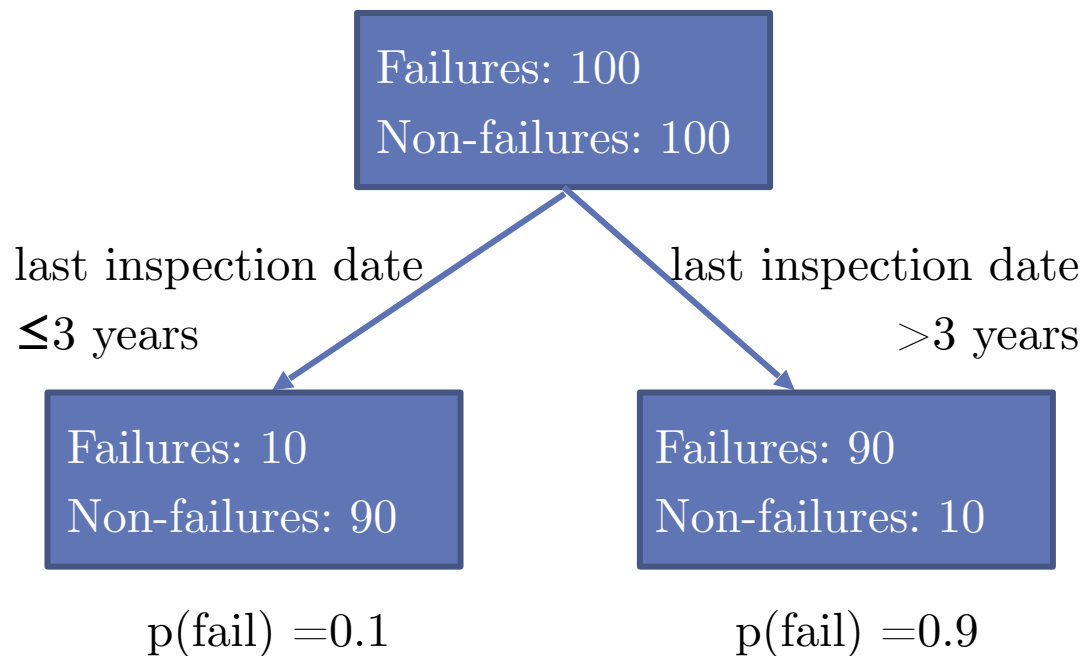 Failures: 100
Non-failures: 100
last inspection date
≤3 years
last inspection date
>3 years
Failures: 10
Non-failures: 90
Failures: 90
Non-failures: 10
p(fail) =0.1
p(fail) =0.9